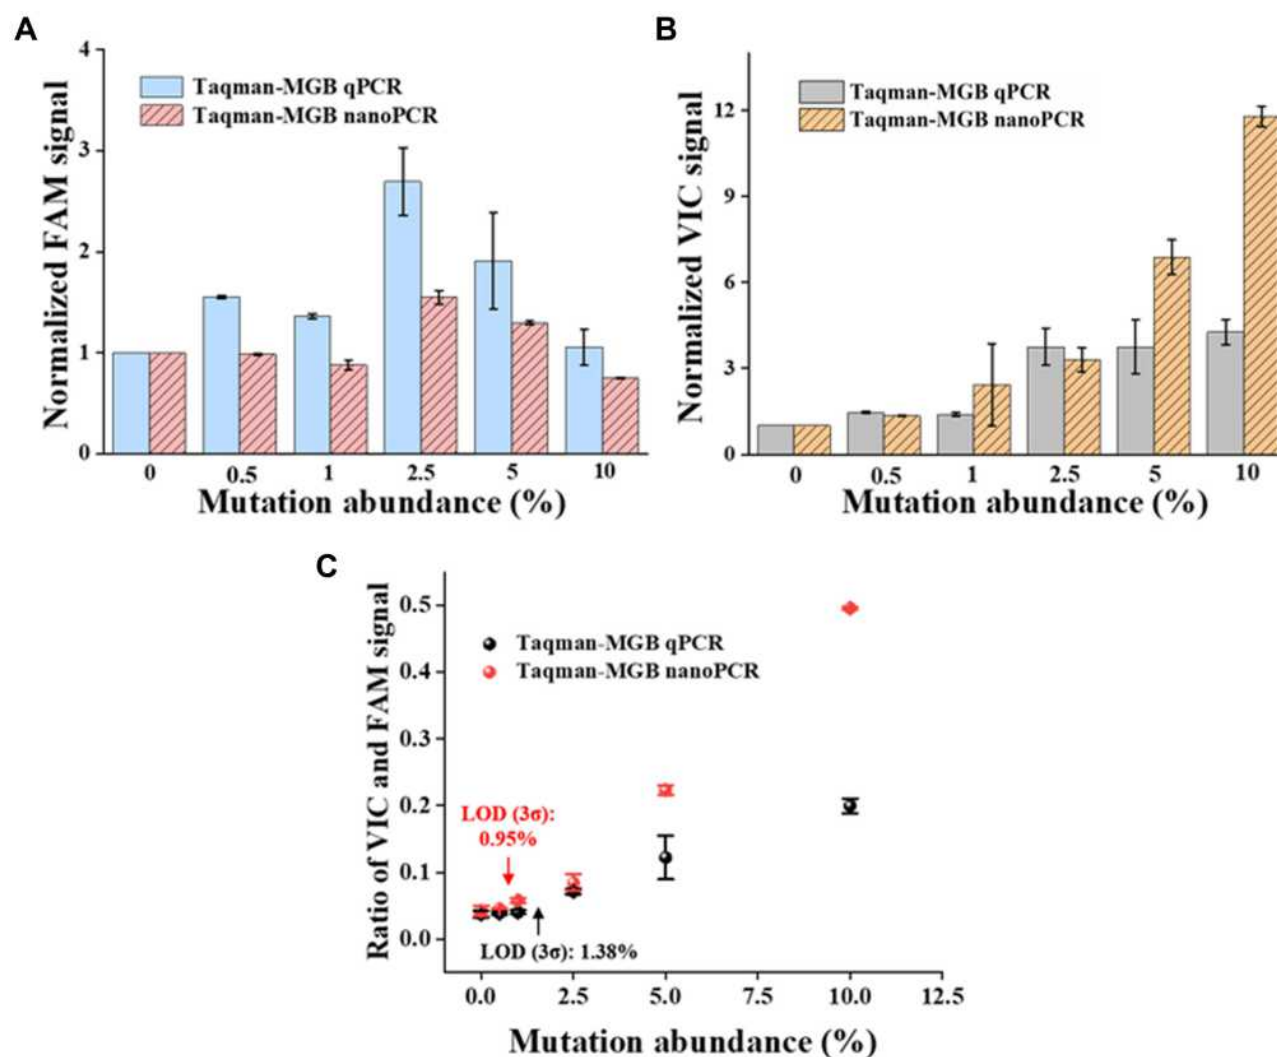 A
Normalized FAM signal
4
3
2
1
0
Taqman-MGB qPCR
Taqman-MGB nanoPCR
0 0.5 1 2.5 5 10
Mutation abundance (%)
B
Normalized VIC signal
12
9
6
3
0
Taqman-MGB qPCR
Taqman-MGB nanoPCR
0 0.5 1 2.5 5 10
Mutation abundance (%)
C
Ratio of VIC and FAM signal
0.5
0.4
0.3
0.2
0.1
0.0
Taqman-MGB qPCR
Taqman-MGB nanoPCR
LOD (3σ):
0.95%
LOD (3σ): 1.38%
0.0 2.5 5.0 7.5 10.0 12.5
Mutation abundance (%)